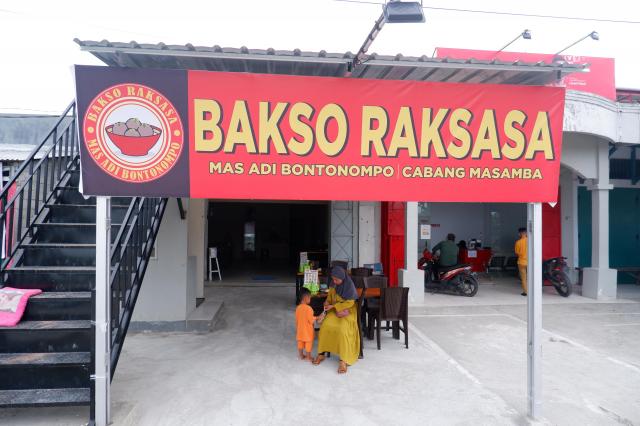 BAKSO RAKSASA
MAS ADI BONTONOMPO
BAKSO RAKSASA
MAS ADI BONTONOMPO | CABANG MASAMBA